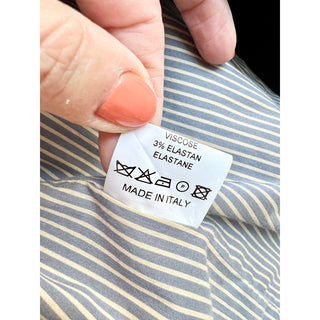 VISCOSE
3% ELASTAN
ELASTANE
MADE IN ITALY